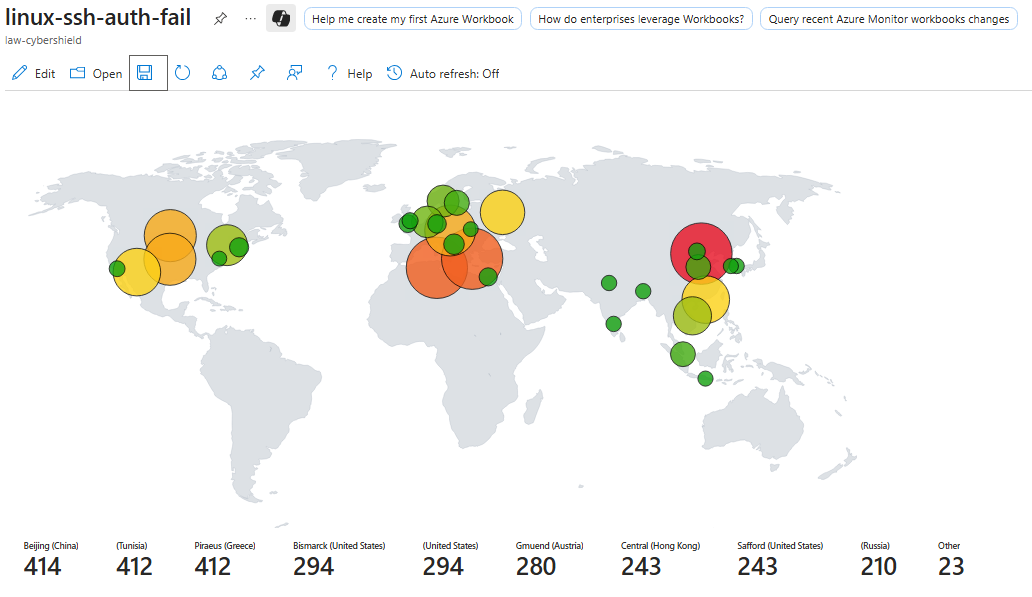 linux-ssh-auth-fail
Help me create my first Azure Workbook
How do enterprises leverage Workbooks?
Query recent Azure Monitor workbooks changes
law-cybershield
Edit
Open
Help
Auto refresh: Off
Beijing (China)
414
(Tunisia)
412
Piraeus (Greece)
412
Bismarck (United States)
294
(United States)
294
Gmuend (Austria)
280
Central (Hong Kong)
243
Safford (United States)
243
(Russia)
210
Other
23